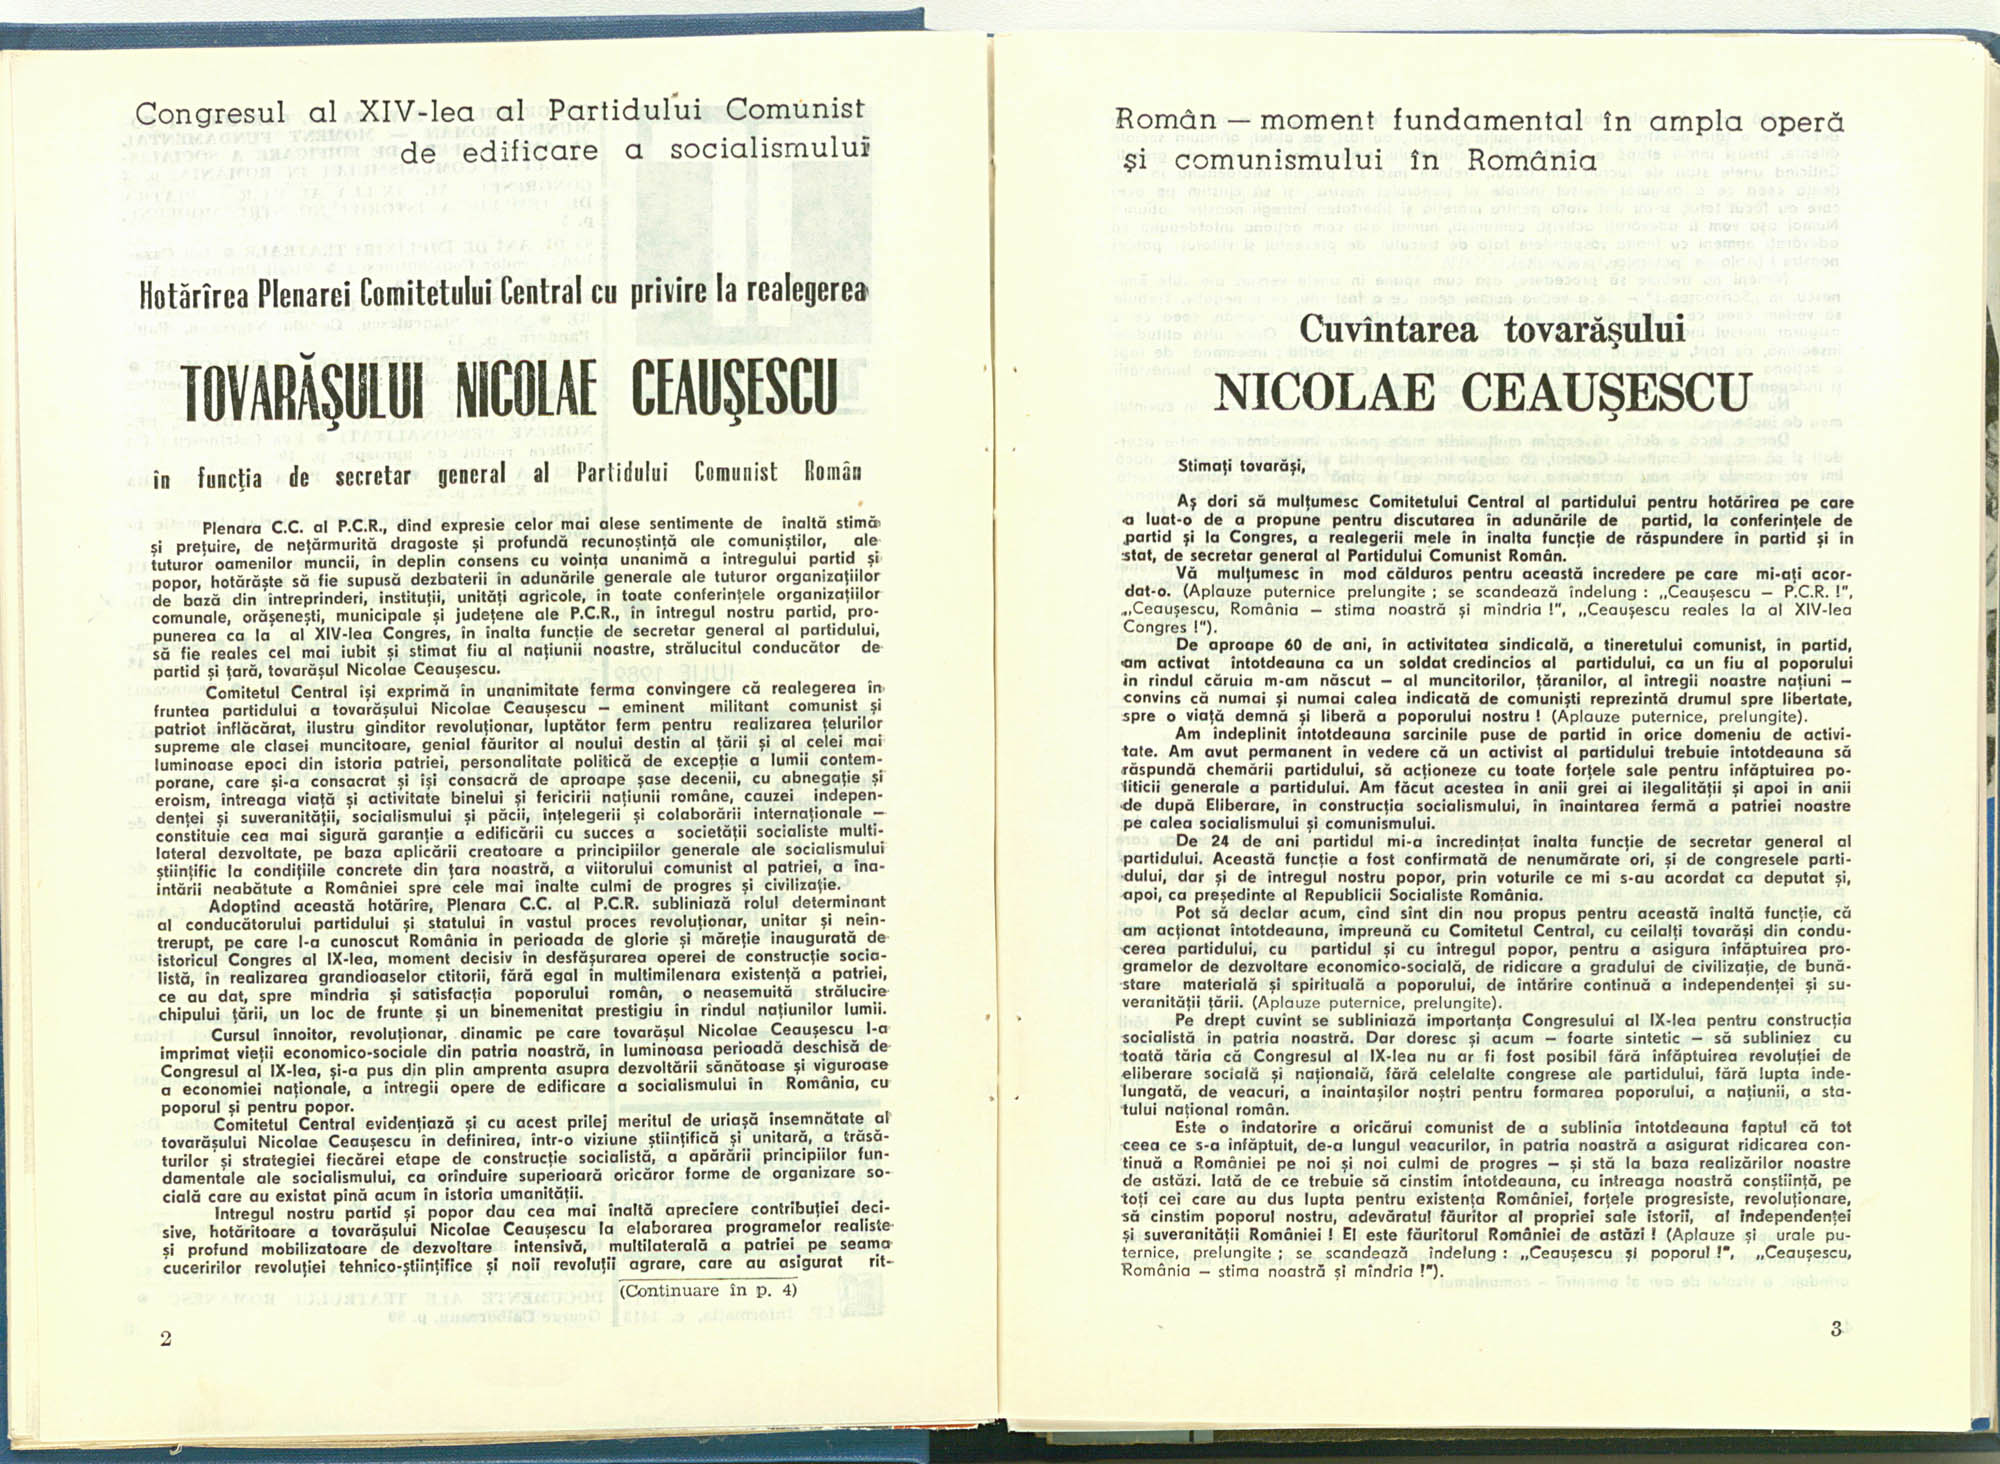 Congresul al XIV-lea al Partidului Comunist
de edificare a socialismului
Hotărîrea Plenarei Comitetului Central cu privire la realegerea
TOVARĂŞULUI NICOLAE CEAUŞESCU
în funcţia de secretar general al Partidului Comunist Român
Plenara C.C. al P.C.R., dînd expresie celor mai alese sentimente de înaltă stimă
şi preţuire, de neţărmurită dragoste şi profundă recunoştinţă ale comuniştilor, ale
tuturor oamenilor muncii, în deplin consens cu voinţa unanimă a întregului partid şi
popor, hotărăşte să fie supusă dezbaterii în adunările generale ale tuturor organizaţiilor
de bază din întreprinderi, instituţii, unităţi agricole, în toate conferinţele organizaţiilor
comunale, orăşeneşti, municipale şi judeţene ale P.C.R., în întregul nostru partid, pro-
punerea ca la al XIV-lea Congres, în înalta funcţie de secretar general al partidului,
să fie reales cel mai iubit şi stimat fiu al naţiunii noastre, strălucitul conducător de
partid şi ţară, tovarăşul Nicolae Ceauşescu.
Comitetul Central îşi exprimă în unanimitate ferma convingere că realegerea în
fruntea partidului a tovarăşului Nicolae Ceauşescu — eminent militant comunist şi
patriot înflăcărat, ilustru gînditor revoluţionar, luptător ferm pentru realizarea ţelurilor
supreme ale clasei muncitoare, genial făuritor al noului destin al ţării şi al celei mai
luminoase epoci din istoria patriei, personalitate politică de excepţie a lumii contem-
porane, care şi-a consacrat şi îşi consacră de aproape şase decenii, cu abnegaţie şi
eroism, întreaga viaţă şi activitate binelui şi fericirii naţiunii române, cauzei indepen-
denţei şi suveranităţii, socialismului şi păcii, înţelegerii şi colaborării internaţionale —
constituie cea mai sigură garanţie a edificării cu succes a societăţii socialiste multi-
lateral dezvoltate, pe baza aplicării creatoare a principiilor generale ale socialismului
ştiinţific la condiţiile concrete din ţara noastră, a viitorului comunist al patriei, a îna-
intării neabătute a României spre cele mai înalte culmi de progres şi civilizaţie.
Adoptînd această hotărîre, Plenara C.C. al P.C.R. subliniază rolul determinant
al conducătorului partidului şi statului în vastul proces revoluţionar, unitar şi neîn-
trerupt, pe care l-a cunoscut România în perioada de glorie şi măreţie inaugurată de
istoricul Congres al IX-lea, moment decisiv în desfăşurarea operei de construcţie socia-
listă, în realizarea grandioaselor ctitorii, fără egal în multimilenara existenţă a patriei,
ce au dat, spre mîndria şi satisfacţia poporului român, o neasemuită strălucire
chipului ţării, un loc de frunte şi un binemeritat prestigiu în rîndul naţiunilor lumii.
Cursul înnoitor, revoluţionar, dinamic pe care tovarăşul Nicolae Ceauşescu l-a
imprimat vieţii economico-sociale din patria noastră, în luminoasa perioadă deschisă de
Congresul al IX-lea, şi-a pus din plin amprenta asupra dezvoltării sănătoase şi viguroase
a economiei naţionale, a întregii opere de edificare a socialismului în România, cu
poporul şi pentru popor.
Comitetul Central evidenţiază şi cu acest prilej meritul de uriaşă însemnătate al
tovarăşului Nicolae Ceauşescu în definirea, într-o viziune ştiinţifică şi unitară, a trăsă-
turilor şi strategiei fiecărei etape de construcţie socialistă, a apărării principiilor fun-
damentale ale socialismului, ca orînduire superioară oricăror forme de organizare so-
cială care au existat pînă acum în istoria umanităţii.
Întregul nostru partid şi popor dau cea mai înaltă apreciere contribuţiei deci-
sive, hotărîtoare a tovarăşului Nicolae Ceauşescu la elaborarea programelor realiste
şi profund mobilizatoare de dezvoltare intensivă, multilaterală a patriei pe seama
cuceririlor revoluţiei tehnico-ştiinţifice şi noii revoluţii agrare, care au asigurat rit-
(Continuare în p. 4)
2
Român — moment fundamental în ampla operă
şi comunismului în România
Cuvîntarea tovarăşului
NICOLAE CEAUŞESCU
Stimaţi tovarăşi,
Aş dori să mulţumesc Comitetului Central al partidului pentru hotărîrea pe care
a luat-o de a propune pentru discutarea în adunările de partid, la conferinţele de
partid şi la Congres, a realegerii mele în înalta funcţie de răspundere în partid şi în
stat, de secretar general al Partidului Comunist Român.
Vă mulţumesc în mod călduros pentru această încredere pe care mi-aţi acor-
dat-o. (Aplauze puternice prelungite ; se scandează îndelung : „Ceauşescu — P.C.R. !",
„Ceauşescu, România — stima noastră şi mîndria !", „Ceauşescu reales la al XIV-lea
Congres !").
De aproape 60 de ani, în activitatea sindicală, a tineretului comunist, în partid,
am activat întotdeauna ca un soldat credincios al partidului, ca un fiu al poporului
în rîndul căruia m-am născut — al muncitorilor, ţăranilor, al întregii noastre naţiuni —
convins că numai şi numai calea indicată de comunişti reprezintă drumul spre libertate,
spre o viaţă demnă şi liberă a poporului nostru ! (Aplauze puternice, prelungite).
Am îndeplinit întotdeauna sarcinile puse de partid în orice domeniu de activi-
tate. Am avut permanent în vedere că un activist al partidului trebuie întotdeauna să
răspundă chemării partidului, să acţioneze cu toate forţele sale pentru înfăptuirea po-
liticii generale a partidului. Am făcut acestea în anii grei ai ilegalităţii şi apoi în anii
de după Eliberare, în construcţia socialismului, în înaintarea fermă a patriei noastre
pe calea socialismului şi comunismului.
De 24 de ani partidul mi-a încredinţat înalta funcţie de secretar general al
partidului. Această funcţie a fost confirmată de nenumărate ori, şi de congresele parti-
dului, dar şi de întregul nostru popor, prin voturile ce mi s-au acordat ca deputat şi,
apoi, ca preşedinte al Republicii Socialiste România.
Pot să declar acum, cînd sînt din nou propus pentru această înaltă funcţie, că
am acţionat întotdeauna, împreună cu Comitetul Central, cu ceilalţi tovarăşi din condu-
cerea partidului, cu partidul şi cu întregul popor, pentru a asigura înfăptuirea pro-
gramelor de dezvoltare economico-socială, de ridicare a gradului de civilizaţie, de bună-
stare materială şi spirituală a poporului, de întărire continuă a independenţei şi su-
veranităţii ţării. (Aplauze puternice, prelungite).
Pe drept cuvînt se subliniază importanţa Congresului al IX-lea pentru construcţia
socialistă în patria noastră. Dar doresc şi acum — foarte sintetic — să subliniez cu
toată tăria că Congresul al IX-lea nu ar fi fost posibil fără înfăptuirea revoluţiei de
eliberare socială şi naţională, fără celelalte congrese ale partidului, fără lupta înde-
lungată, de veacuri, a înaintaşilor noştri pentru formarea poporului, a naţiunii, a sta-
tului naţional român.
Este o îndatorire a oricărui comunist de a sublinia întotdeauna faptul că tot
ceea ce s-a înfăptuit, de-a lungul veacurilor, în patria noastră a asigurat ridicarea con-
tinuă a României pe noi şi noi culmi de progres — şi stă la baza realizărilor noastre
de astăzi. Iată de ce trebuie să cinstim întotdeauna, cu întreaga noastră conştiinţă, pe
toţi cei care au dus lupta pentru existenţa României, forţele progresiste, revoluţionare,
să cinstim poporul nostru, adevăratul făuritor al propriei sale istorii, al independenţei
şi suveranităţii României ! El este făuritorul României de astăzi ! (Aplauze şi urale pu-
ternice, prelungite ; se scandează îndelung : „Ceauşescu şi poporul !", „Ceauşescu,
România — stima noastră şi mîndria !").
3